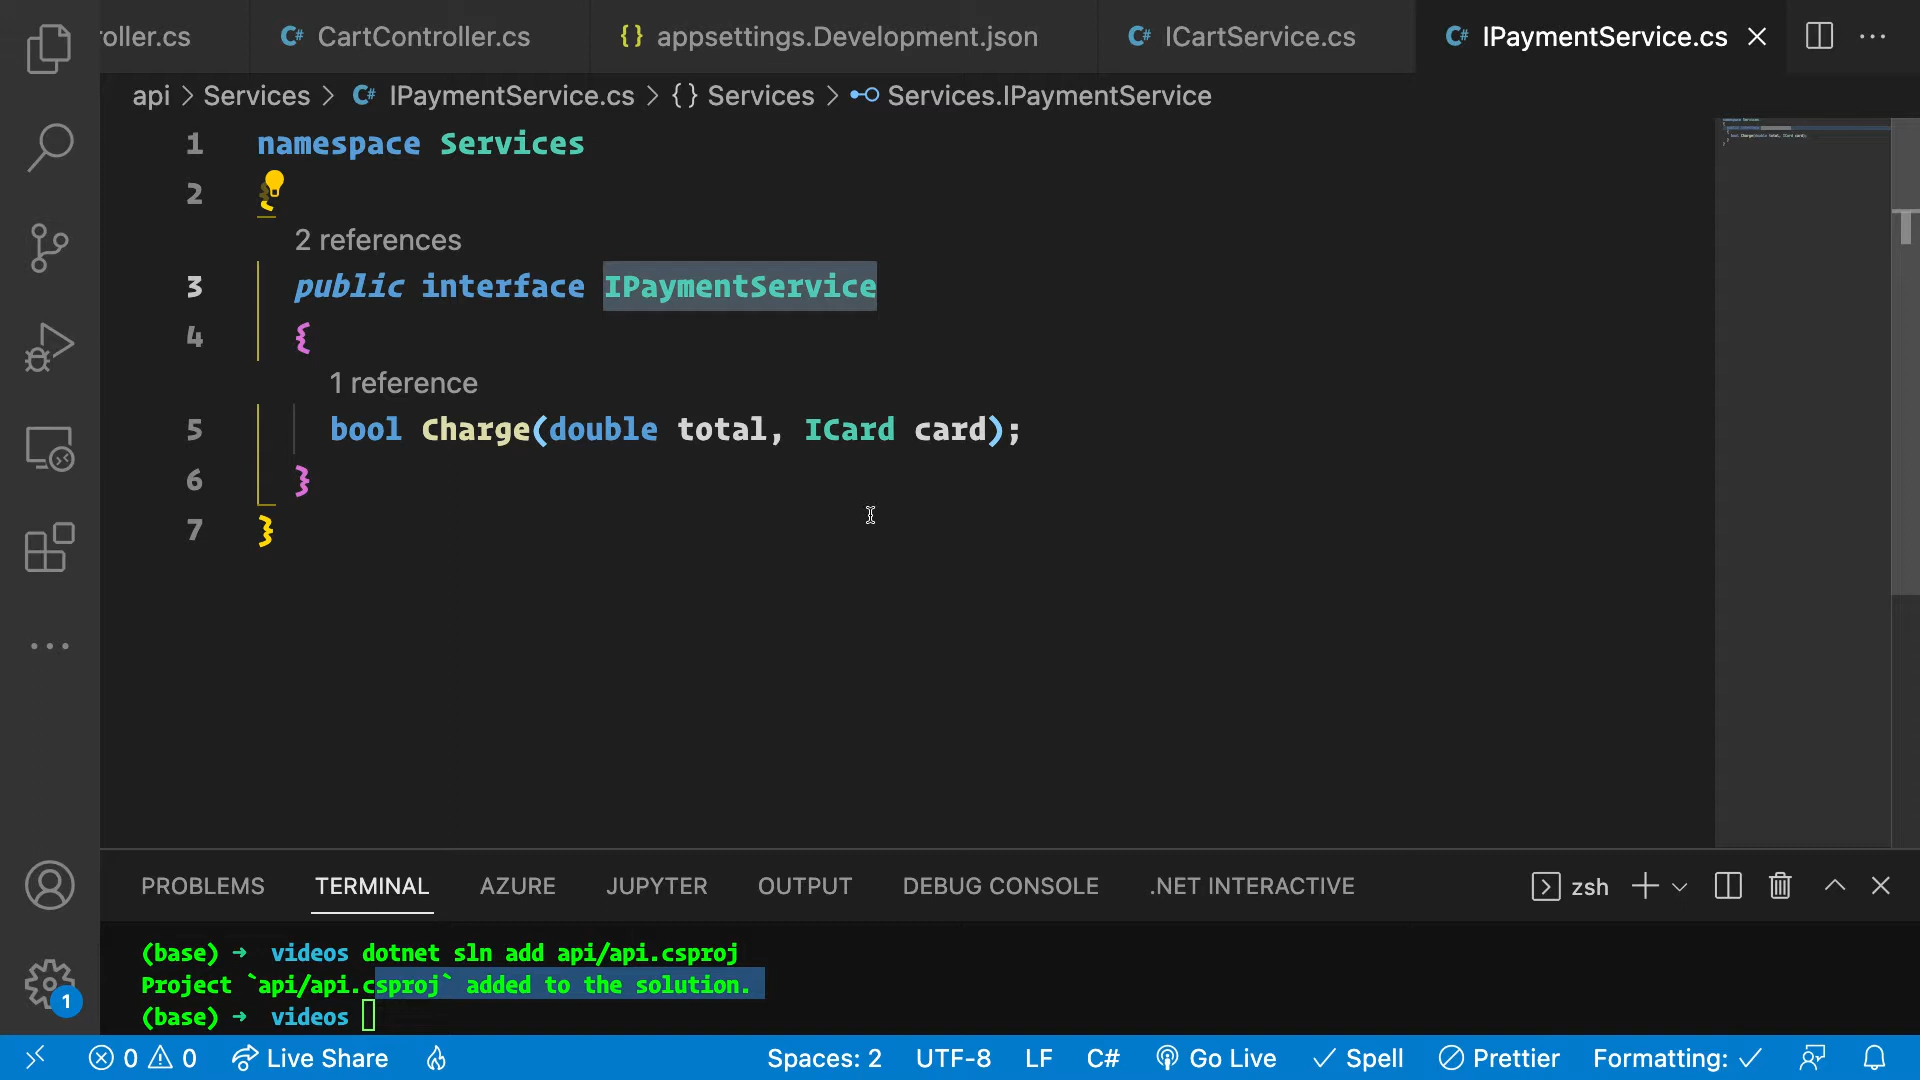 oller.cs
C# CartController.cs
{} appsettings.Development.json
C# ICartService.cs
C# IPaymentService.cs
api > Services > C# IPaymentService.cs > {} Services > Services.IPaymentService
1 namespace Services
2 {
2 references
3 public interface IPaymentService
4 {
1 reference
5 bool Charge(double total, ICard card);
6 }
7 }
PROBLEMS TERMINAL AZURE JUPYTER OUTPUT DEBUG CONSOLE .NET INTERACTIVE zsh
(base) → videos dotnet sln add api/api.csproj
Project `api/api.csproj` added to the solution.
(base) → videos
1
0 0 Live Share Spaces: 2 UTF-8 LF C# Go Live Spell Prettier Formatting: ✓